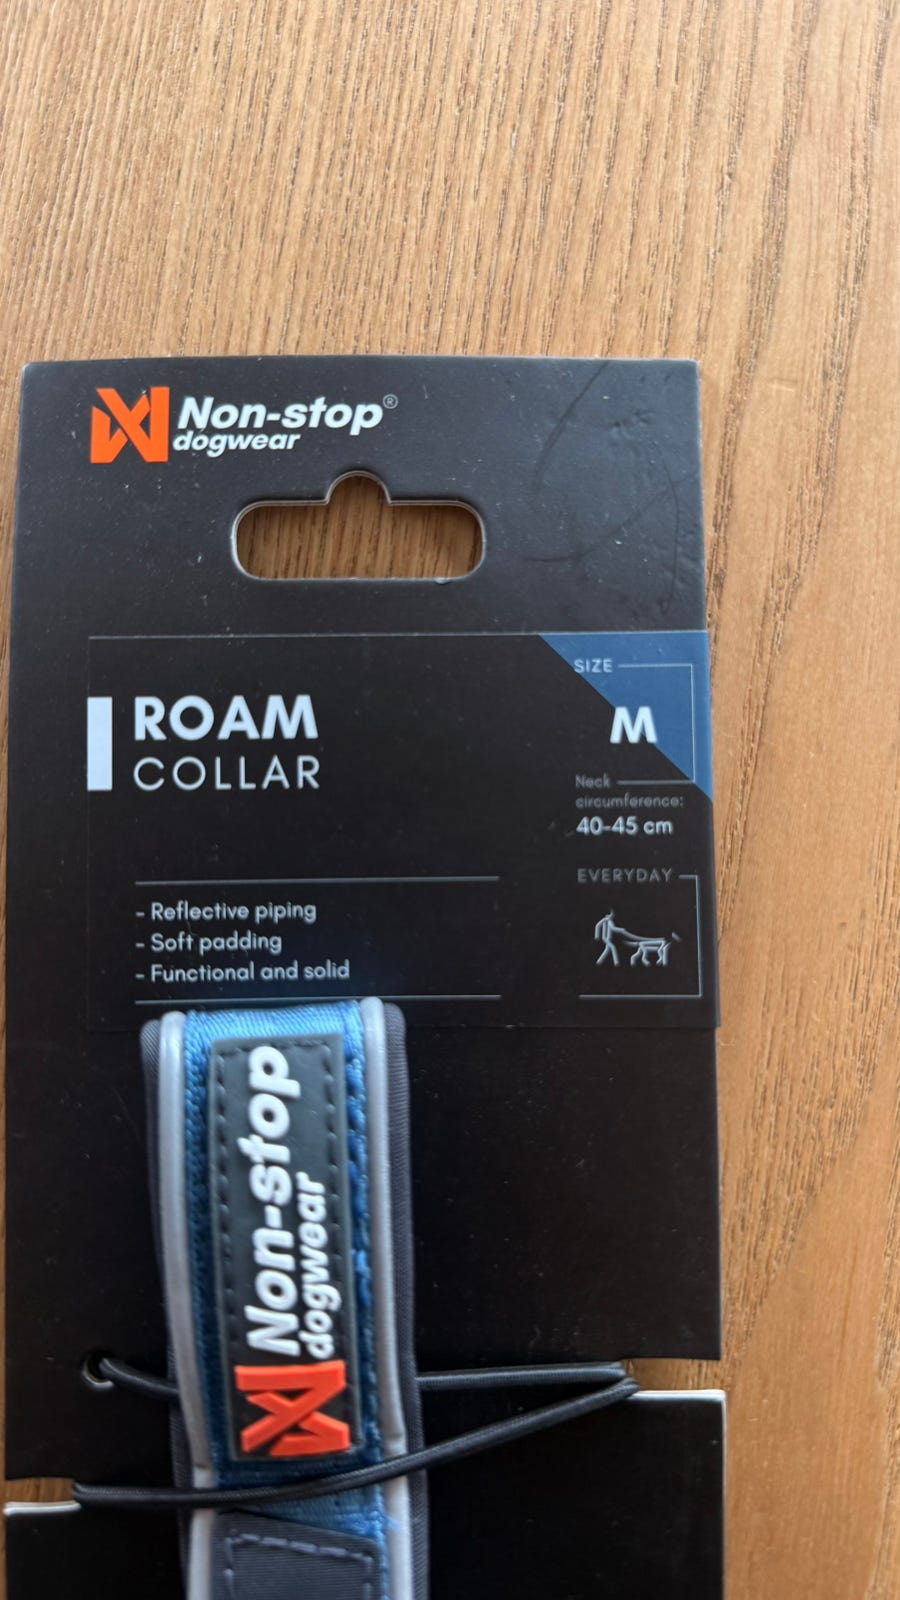 Non-stop®
dogwear
ROAM
COLLAR
SIZE
M
Neck
circumference:
40-45 cm
EVERYDAY
- Reflective piping
- Soft padding
- Functional and solid
Non-stop
dogwear